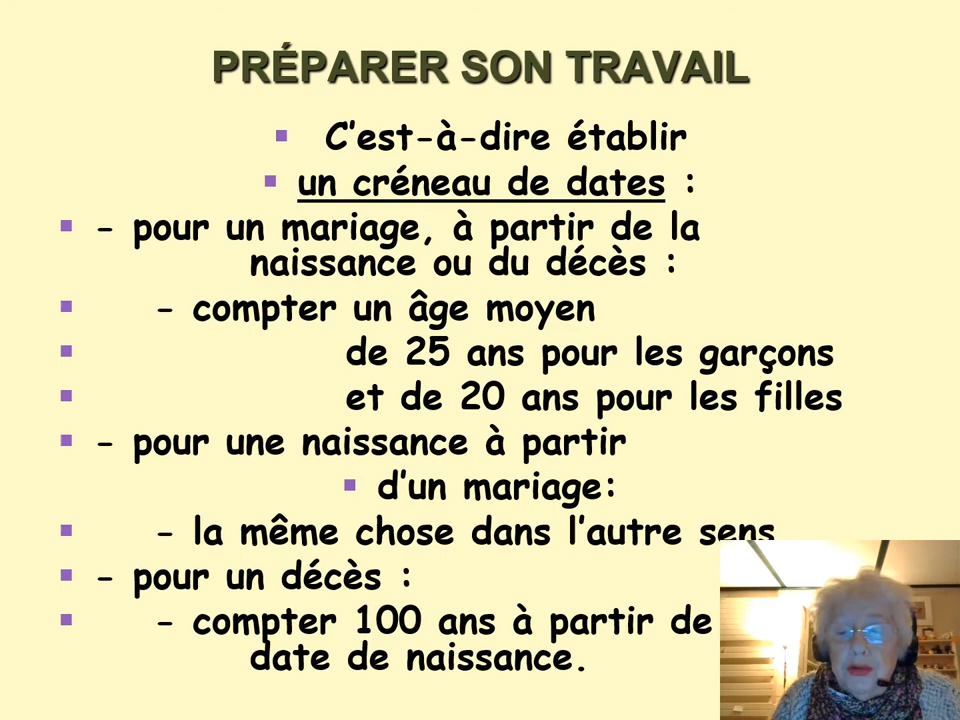 PRÉPARER SON TRAVAIL
C'est-à-dire établir
un créneau de dates :
- pour un mariage, à partir de la
naissance ou du décès :
- compter un âge moyen
de 25 ans pour les garçons
et de 20 ans pour les filles
- pour une naissance à partir
d'un mariage:
- la même chose dans l'autre sens
- pour un décès :
- compter 100 ans à partir de
date de naissance.